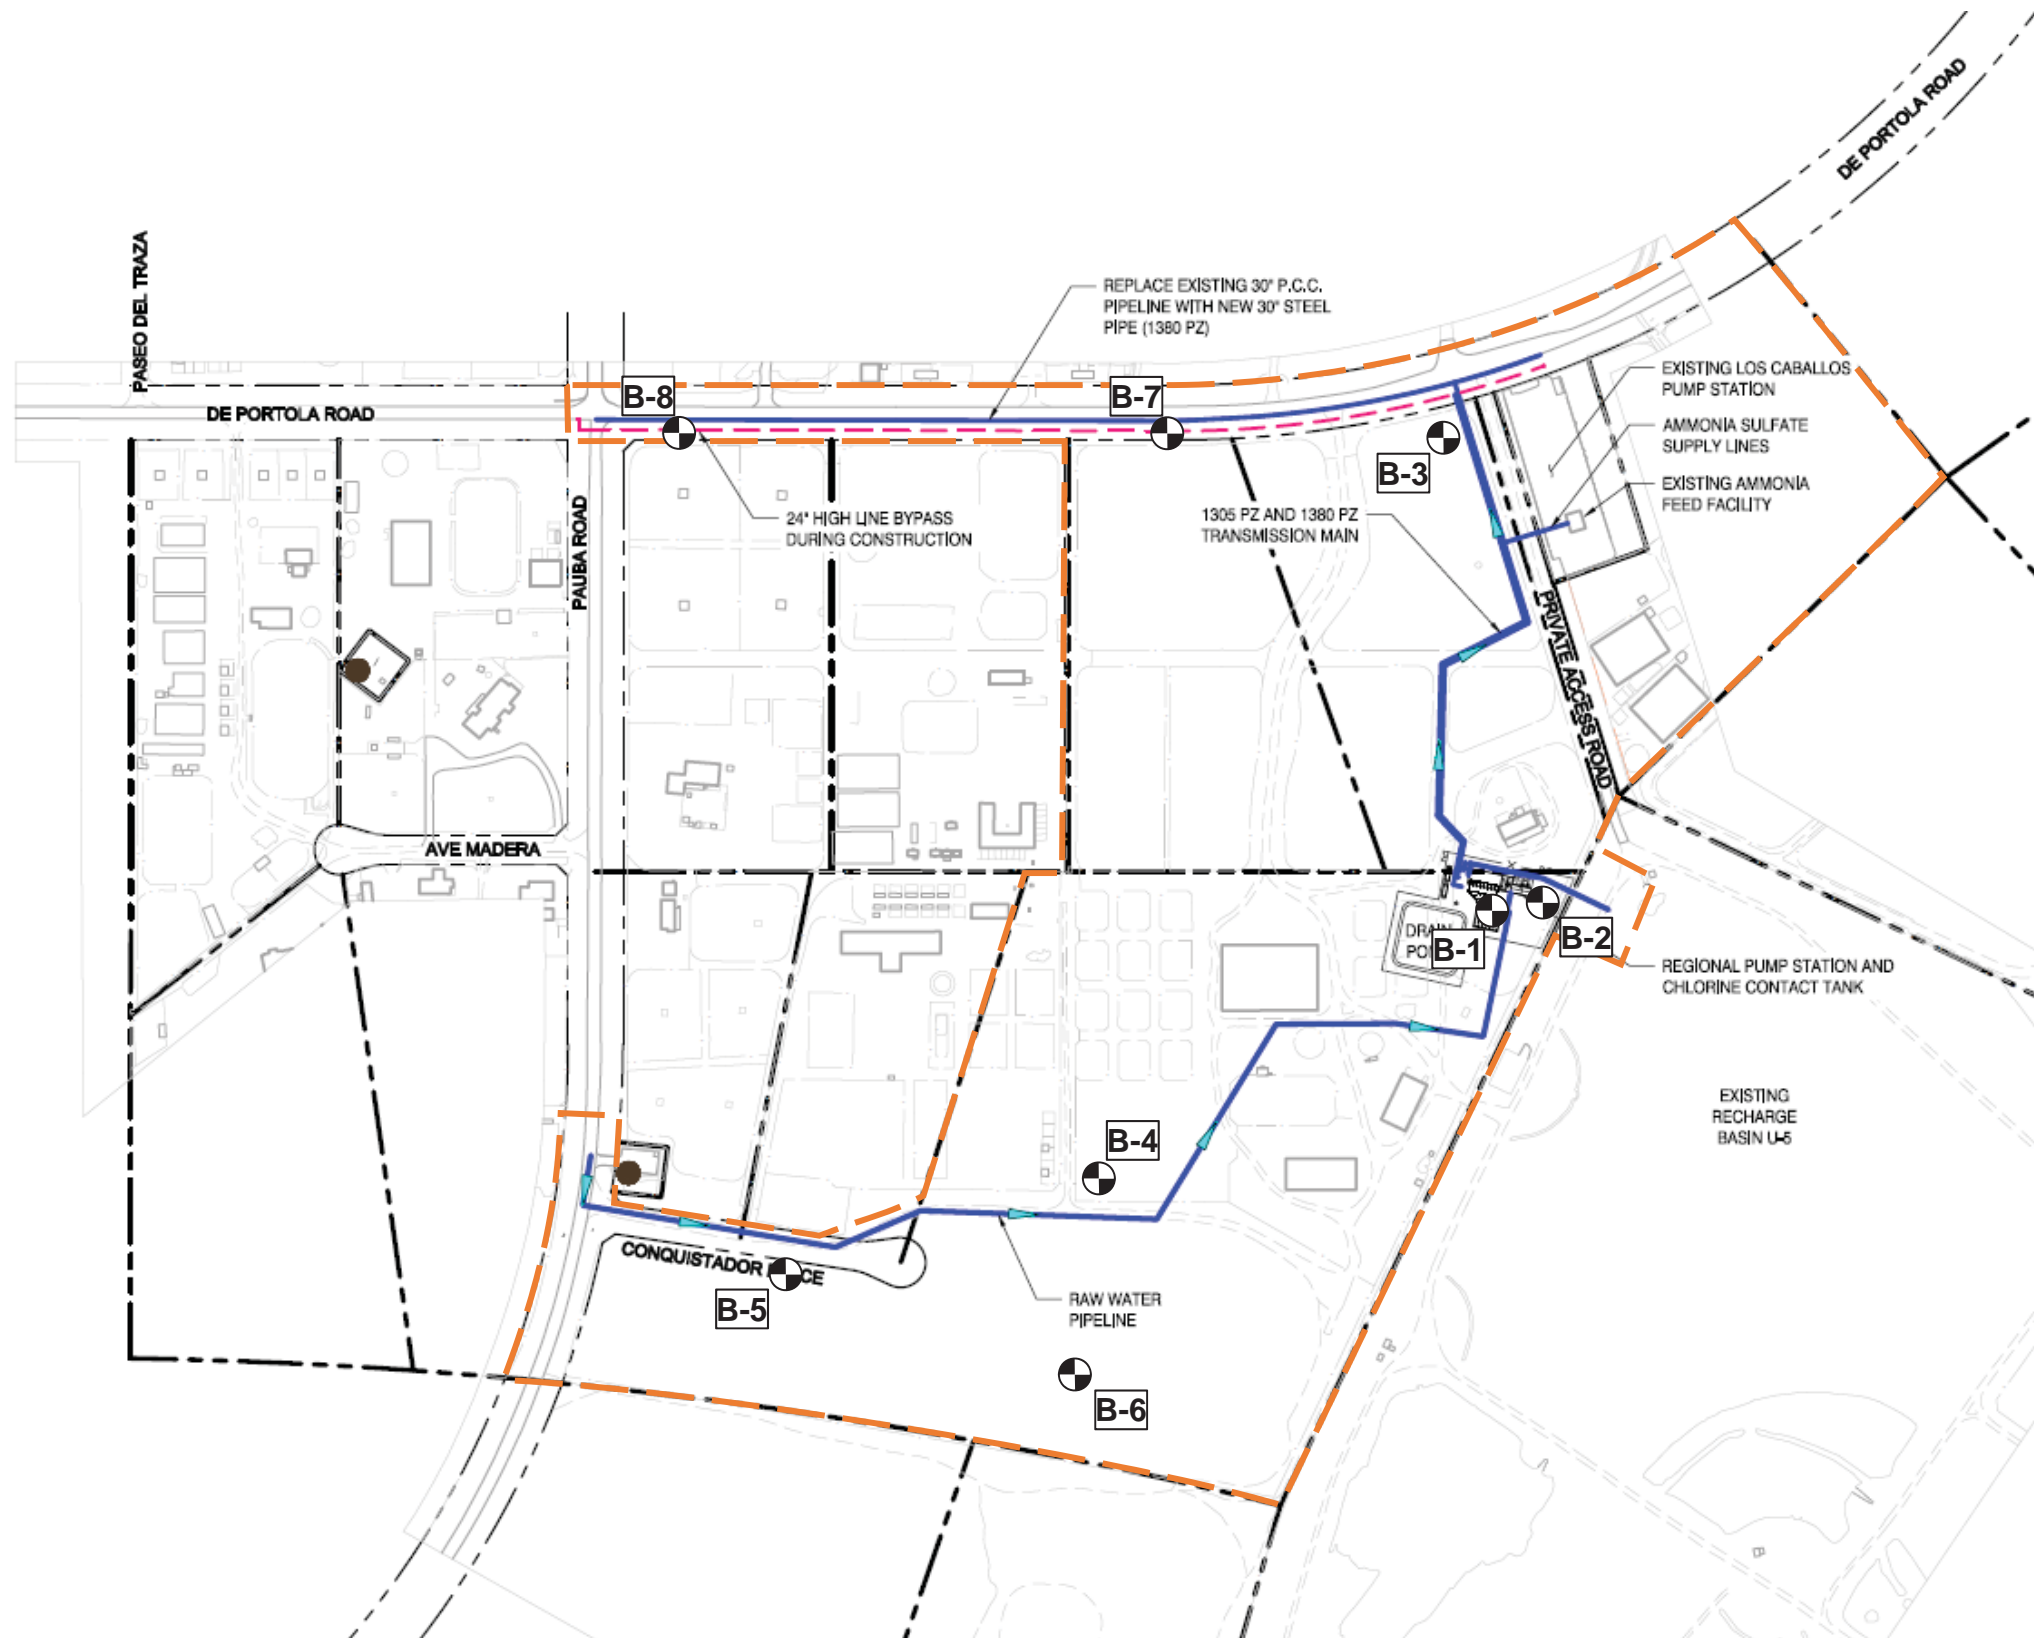 DE PORTOLA ROAD
PASEO DEL TRAZA
REPLACE EXISTING 30" P.C.C.
PIPELINE WITH NEW 30" STEEL
PIPE (1380 PZ)
EXISTING LOS CABALLOS
PUMP STATION
B-8
B-7
DE PORTOLA ROAD
AMMONIA SULFATE
SUPPLY LINES
B-3
EXISTING AMMONIA
FEED FACILITY
24" HIGH LINE BYPASS
DURING CONSTRUCTION
1305 PZ AND 1380 PZ
TRANSMISSION MAIN
PAUBA ROAD
PRIVATE ACCESS ROAD
AVE MADERA
DRAIN
B-1
B-2
REGIONAL PUMP STATION AND
CHLORINE CONTACT TANK
EXISTING
RECHARGE
BASIN U-5
B-4
CONQUISTADOR
B-5
RAW WATER
PIPELINE
B-6